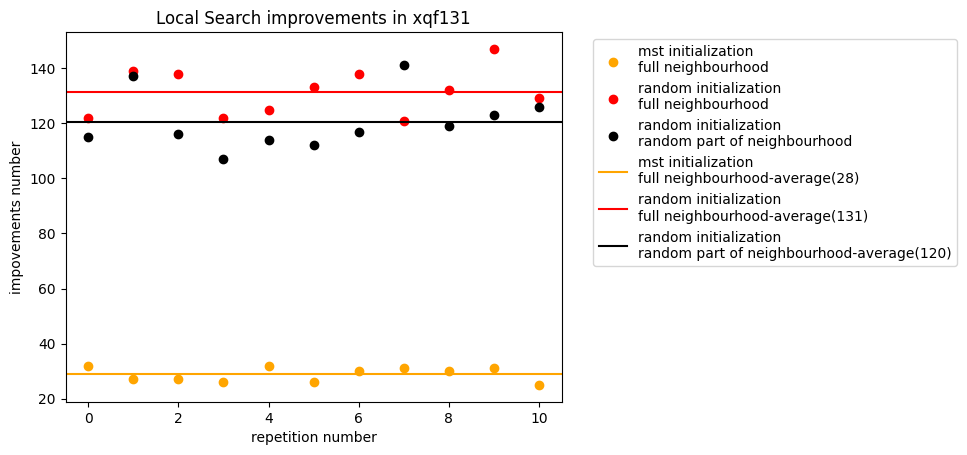 Local Search improvements in xqf131
impovements number
140
120
100
80
60
40
20
0
2
4
6
8
10
repetition number
mst initialization
full neighbourhood
random initialization
full neighbourhood
random initialization
random part of neighbourhood
mst initialization
full neighbourhood-average(28)
random initialization
full neighbourhood-average(131)
random initialization
random part of neighbourhood-average(120)